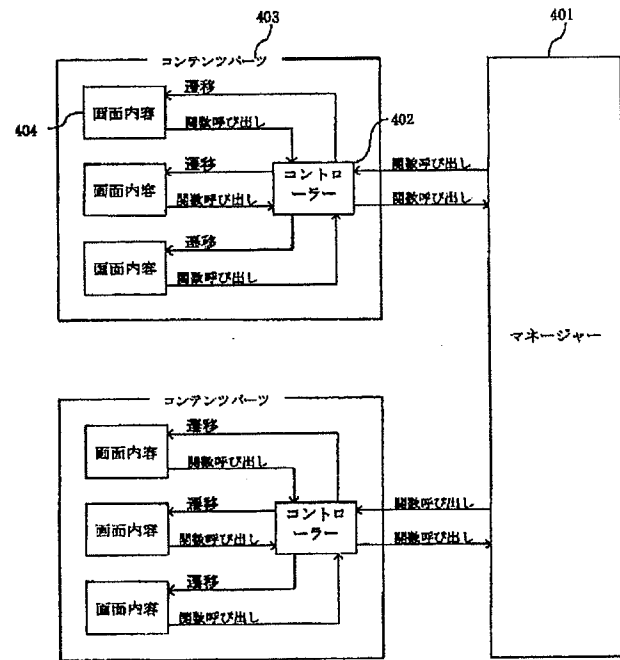 403
401
コンテンツパーツ
遷移
画面内容
関数呼び出し
404
402
遷移
コントロ
ーラー
関数呼び出し
画面内容
関数呼び出し
関数呼び出し
遷移
画面内容
関数呼び出し
マネージャー
コンテンツパーツ
遷移
画面内容
関数呼び出し
遷移
コントロ
ーラー
関数呼び出し
画面内容
関数呼び出し
関数呼び出し
遷移
画面内容
関数呼び出し